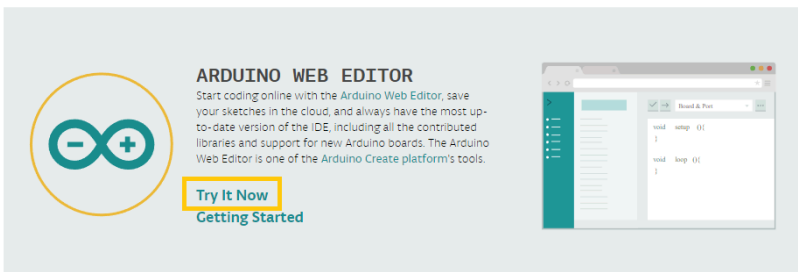 ARDUINO WEB EDITOR
Start coding online with the Arduino Web Editor, save
your sketches in the cloud, and always have the most up-
to-date version of the IDE, including all the contributed
libraries and support for new Arduino boards. The Arduino
Web Editor is one of the Arduino Create platform's tools.
Try It Now
Getting Started
Board & Port
void setup (){
}
void loop (){
}